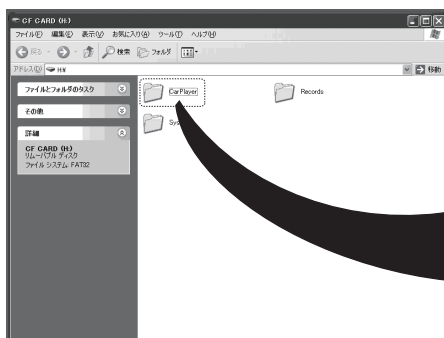 CF CARD (H:)
ファイル(F) 編集(E) 表示(V) お気に入り(A) ツール(T) ヘルプ(H)
戻る 検索 フォルダ
アドレス(D) H:¥ 移動
ファイルとフォルダのタスク
その他
詳細
CF CARD (H:)
リムーバブル ディスク
ファイル システム: FAT32
CarPlayer
Records